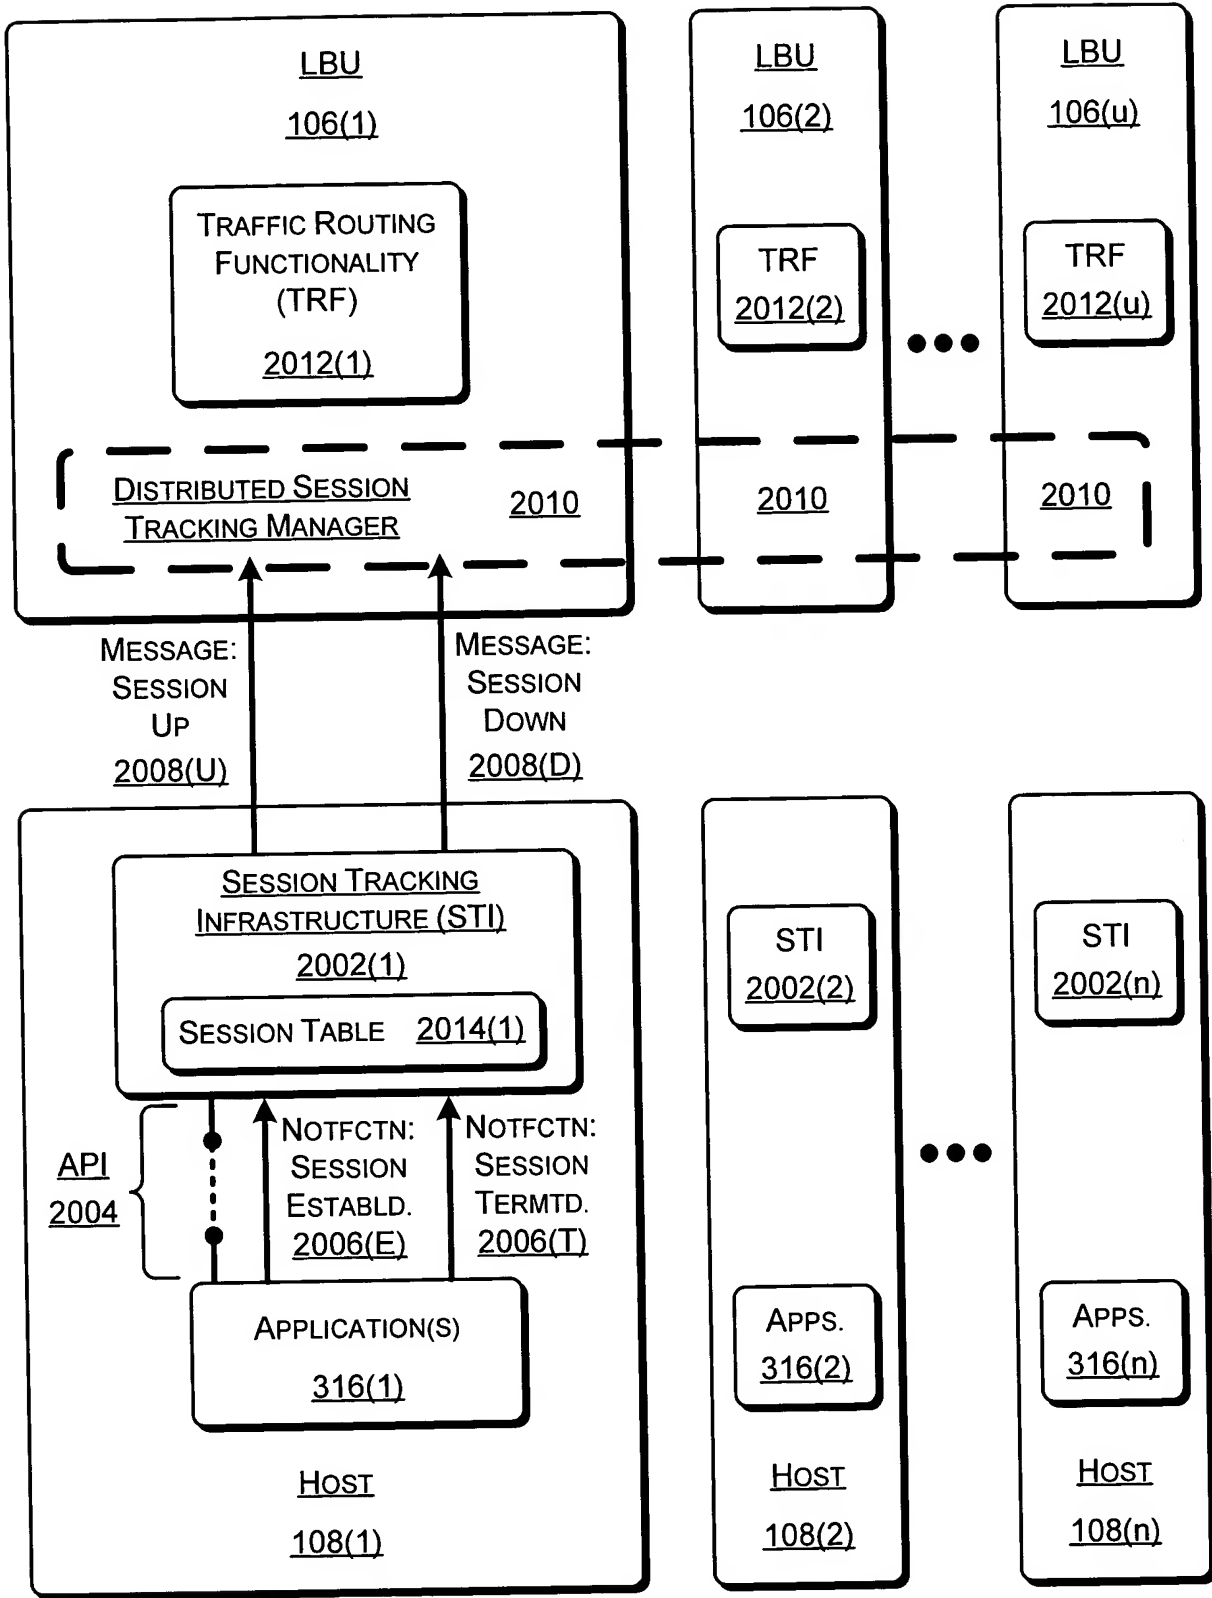 LBU
106(1)
TRAFFIC ROUTING
FUNCTIONALITY
(TRF)
2012(1)
LBU
106(2)
TRF
2012(2)
LBU
106(u)
TRF
2012(u)
DISTRIBUTED SESSION
TRACKING MANAGER
2010
2010
2010
MESSAGE:
SESSION
UP
2008(U)
MESSAGE:
SESSION
DOWN
2008(D)
SESSION TRACKING
INFRASTRUCTURE (STI)
2002(1)
SESSION TABLE 2014(1)
API
2004
NOTFCTN:
SESSION
ESTABLD.
2006(E)
NOTFCTN:
SESSION
TERMTD.
2006(T)
APPLICATION(S)
316(1)
HOST
108(1)
STI
2002(2)
APPS.
316(2)
HOST
108(2)
STI
2002(n)
APPS.
316(n)
HOST
108(n)